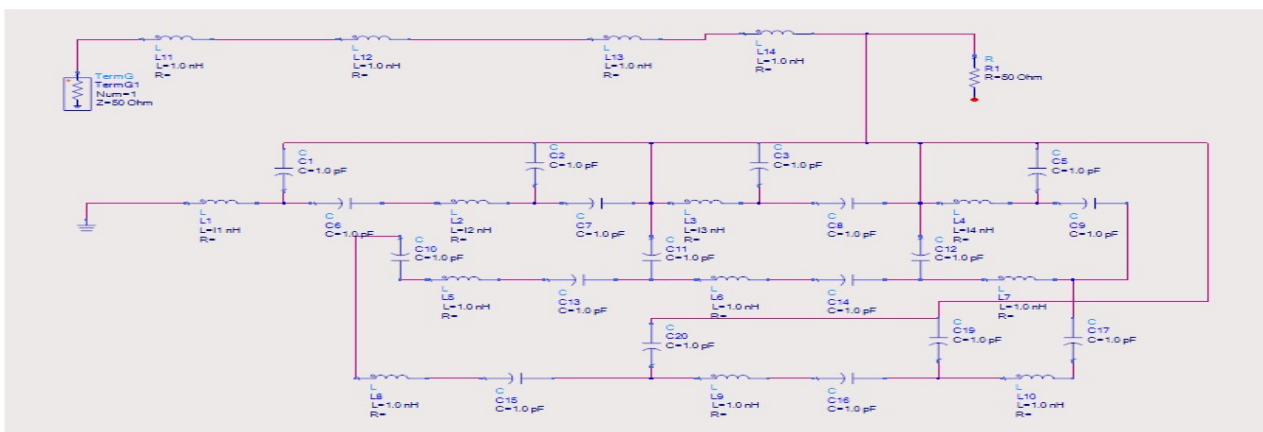 L
L11
L=1.0 nH
R=
L
L12
L=1.0 nH
R=
L
L13
L=1.0 nH
R=
L
L14
L=1.0 nH
R=
TermG
TermG1
Num=1
Z=50 Ohm
R
R1
R=50 Ohm
C
C1
C=1.0 pF
C
C2
C=1.0 pF
C
C3
C=1.0 pF
C
C5
C=1.0 pF
L
L1
L=l1 nH
R=
C
C6
C=1.0 pF
L
L2
L=l2 nH
R=
C
C7
C=1.0 pF
L
L3
L=l3 nH
R=
C
C8
C=1.0 pF
L
L4
L=l4 nH
R=
C
C9
C=1.0 pF
C
C10
C=1.0 pF
C
C11
C=1.0 pF
C
C12
C=1.0 pF
L
L5
L=1.0 nH
R=
C
C13
C=1.0 pF
L
L6
L=1.0 nH
R=
C
C14
C=1.0 pF
L
L7
L=1.0 nH
R=
C
C20
C=1.0 pF
C
C19
C=1.0 pF
C
C17
C=1.0 pF
L
L8
L=1.0 nH
R=
C
C15
C=1.0 pF
L
L9
L=1.0 nH
R=
C
C16
C=1.0 pF
L
L10
L=1.0 nH
R=